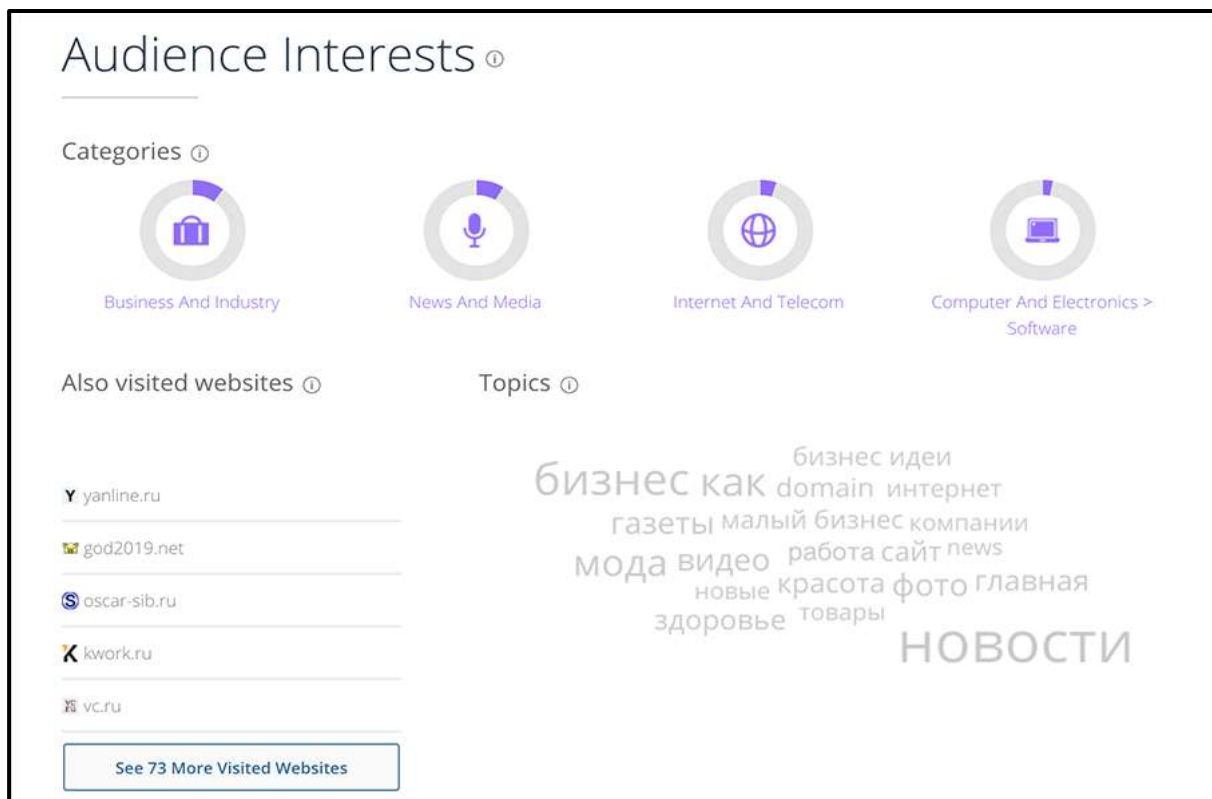 Audience Interests
Categories
Business And Industry
News And Media
Internet And Telecom
Computer And Electronics >
Software
Also visited websites
Topics
yanline.ru
god2019.net
oscar-sib.ru
kwork.ru
vc.ru
See 73 More Visited Websites
бизнес идеи
бизнес как domain интернет
газеты малый бизнес компании
мода видео работа сайт news
новые красота фото главная
здоровье товары
новости